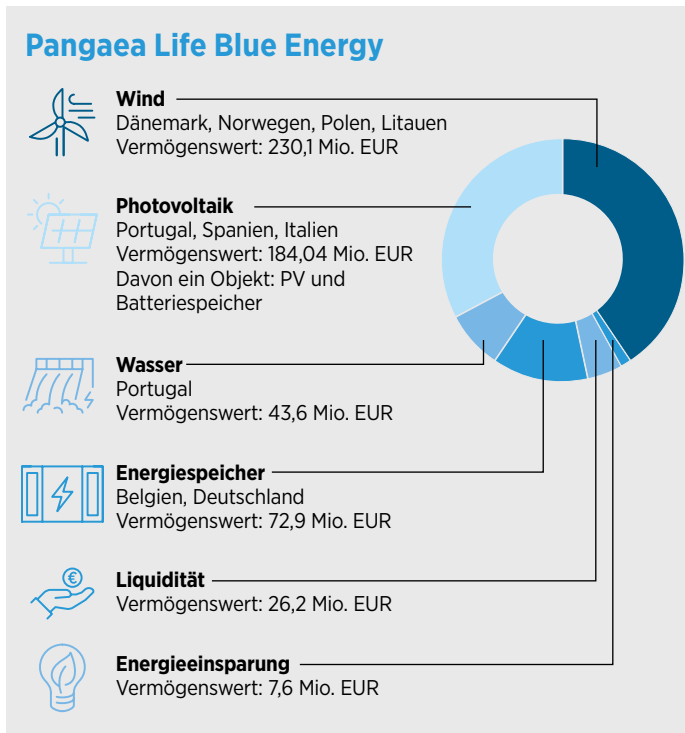 Pangaea Life Blue Energy
Wind
Dänemark, Norwegen, Polen, Litauen
Vermögenswert: 230,1 Mio. EUR
Photovoltaik
Portugal, Spanien, Italien
Vermögenswert: 184,04 Mio. EUR
Davon ein Objekt: PV und
Batteriespeicher
Wasser
Portugal
Vermögenswert: 43,6 Mio. EUR
Energiespeicher
Belgien, Deutschland
Vermögenswert: 72,9 Mio. EUR
€
Liquidität
Vermögenswert: 26,2 Mio. EUR
Energieeinsparung
Vermögenswert: 7,6 Mio. EUR